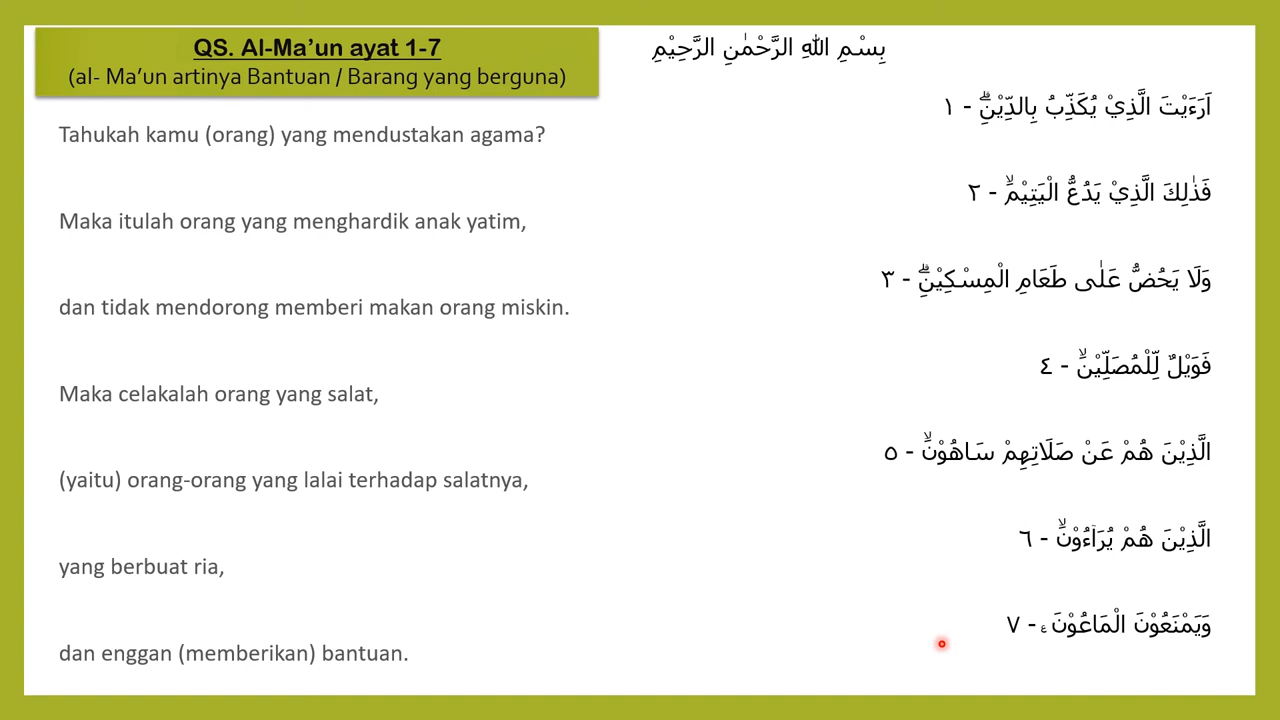 QS. Al-Ma’un ayat 1-7
(al- Ma’un artinya Bantuan / Barang yang berguna)
بِسْمِ اللهِ الرَّحْمٰنِ الرَّحِيْمِ
اَرَءَيْتَ الَّذِيْ يُكَذِّبُ بِالدِّيْنِۗ - ١
Tahukah kamu (orang) yang mendustakan agama?
فَذٰلِكَ الَّذِيْ يَدُعُّ الْيَتِيْمَۙ - ٢
Maka itulah orang yang menghardik anak yatim,
وَلَا يَحُضُّ عَلٰى طَعَامِ الْمِسْكِيْنِۗ - ٣
dan tidak mendorong memberi makan orang miskin.
فَوَيْلٌ لِّلْمُصَلِّيْنَۙ - ٤
Maka celakalah orang yang salat,
الَّذِيْنَ هُمْ عَنْ صَلَاتِهِمْ سَاهُوْنَۙ - ٥
(yaitu) orang-orang yang lalai terhadap salatnya,
الَّذِيْنَ هُمْ يُرَاۤءُوْنَۙ - ٦
yang berbuat ria,
وَيَمْنَعُوْنَ الْمَاعُوْنَ ࣖ - ٧
dan enggan (memberikan) bantuan.